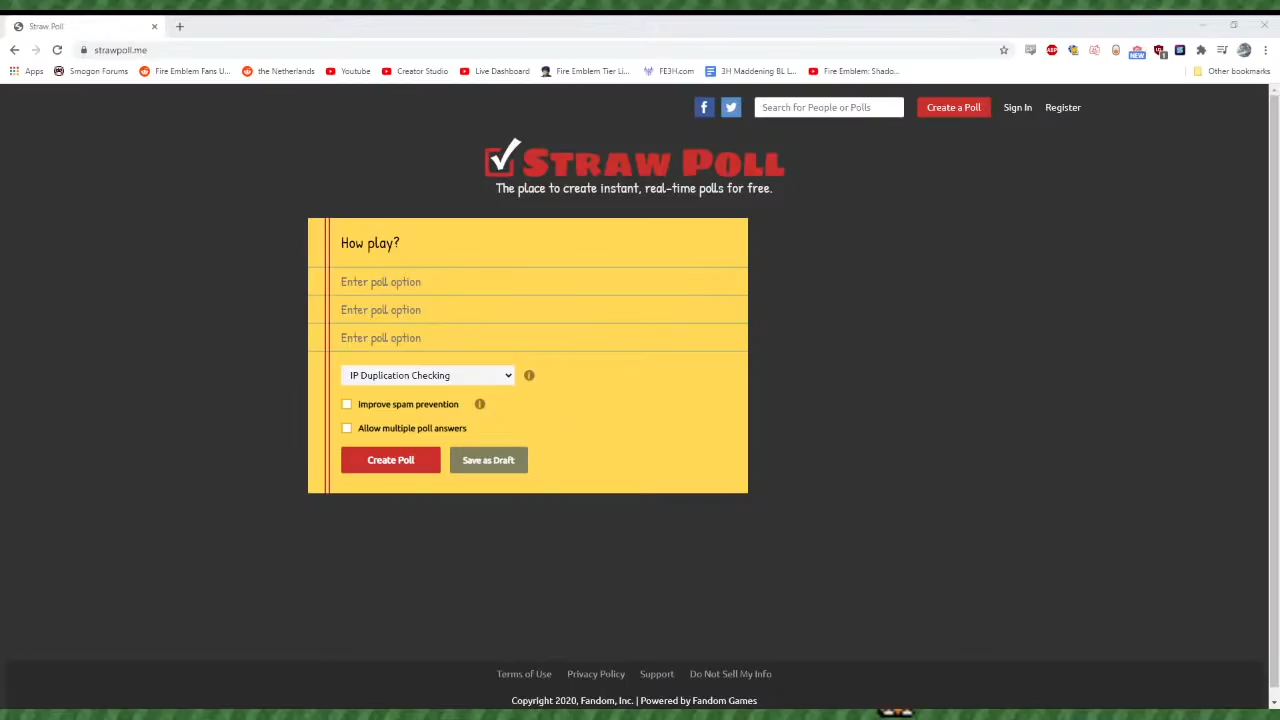 Straw Poll
strawpoll.me
ABP
NEW
1
Apps
Smogon Forums
Fire Emblem Fans U...
the Netherlands
Youtube
Creator Studio
Live Dashboard
Fire Emblem Tier Li...
FE3H.com
3H Maddening BL L...
Fire Emblem: Shado...
Other bookmarks
Search for People or Polls
Create a Poll
Sign In
Register
STRAW POLL
The place to create instant, real-time polls for free.
How play?
Enter poll option
Enter poll option
Enter poll option
IP Duplication Checking
Improve spam prevention
Allow multiple poll answers
Create Poll
Save as Draft
Terms of Use
Privacy Policy
Support
Do Not Sell My Info
Copyright 2020, Fandom, Inc. | Powered by Fandom Games